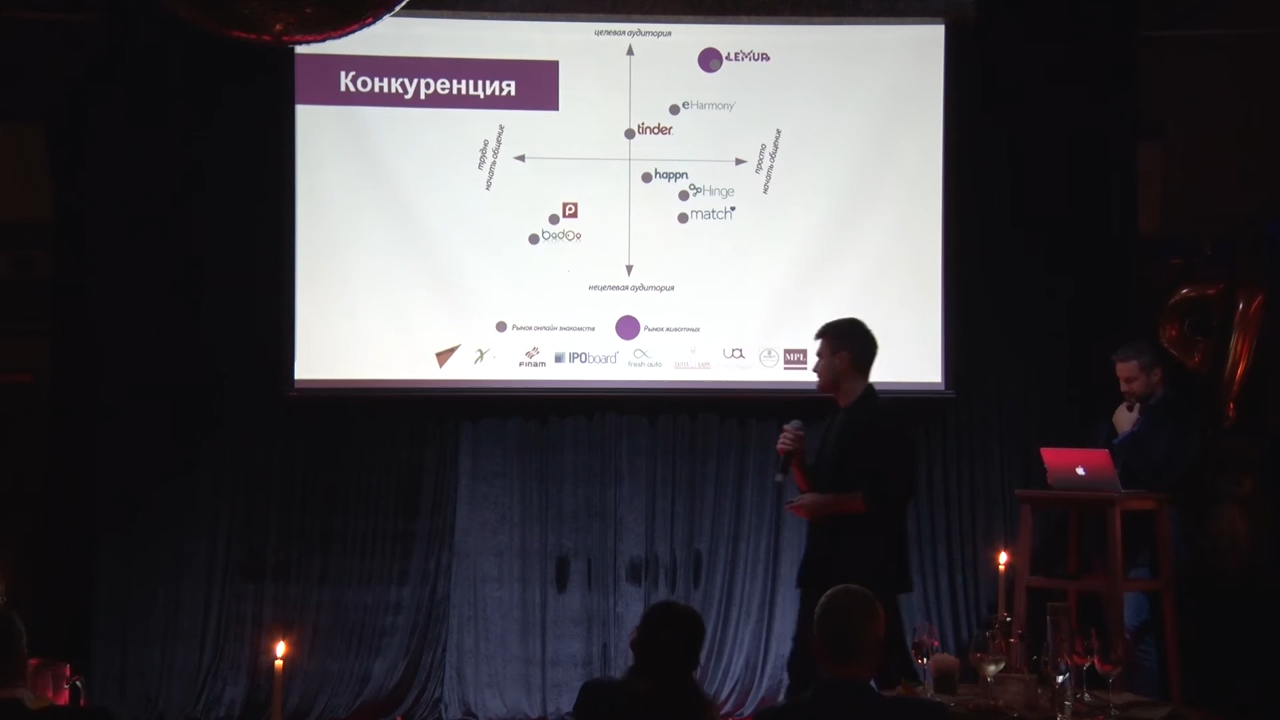 целевая аудитория
LEMUR
Конкуренция
eHarmony
tinder
трудно
начать общение
просто
начать общение
happn
Hinge
match
P
badoo
нецелевая аудитория
Рынок онлайн знакомств
Рынок животных
FINAM
IPOboard
fresh auto
MPL